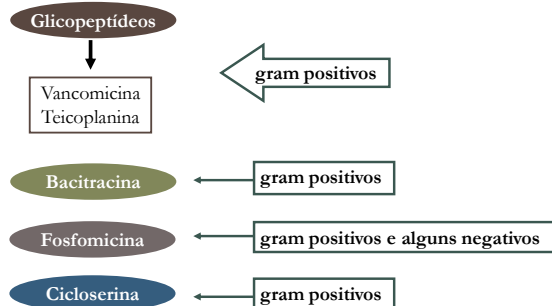 Glicopeptídeos
gram positivos
Vancomicina
Teicoplanina
Bacitracina
gram positivos
Fosfomicina
gram positivos e alguns negativos
Cicloserina
gram positivos